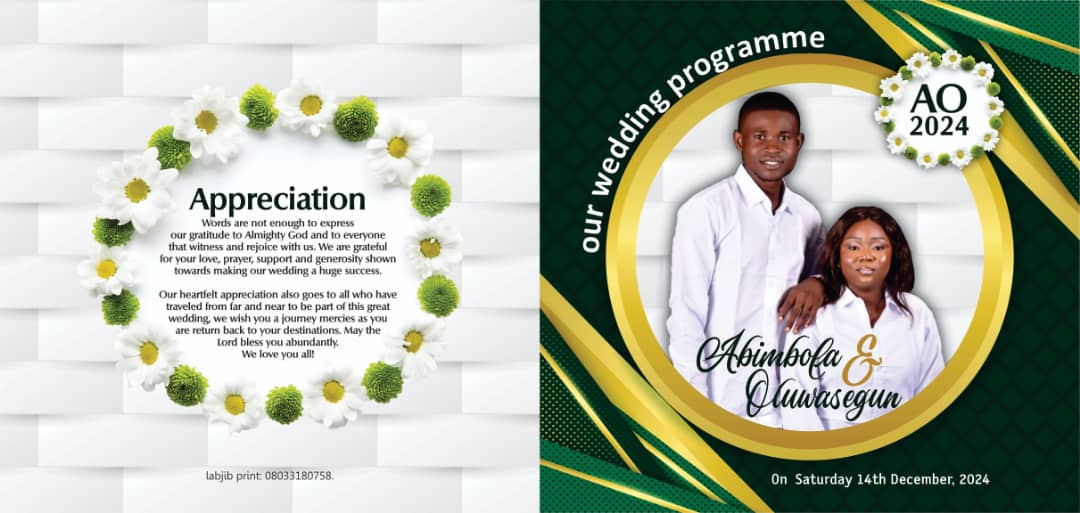 Appreciation
Words are not enough to express
our gratitude to Almighty God and to everyone
that witness and rejoice with us. We are grateful
for your love, prayer, support and generosity shown
towards making our wedding a huge success.
Our heartfelt appreciation also goes to all who have
traveled from far and near to be part of this great
wedding, we wish you a journey mercies as you
are return back to your destinations. May the
Lord bless you abundantly.
We love you all!
labjib print: 08033180758.
our wedding programme
AO
2024
Abimbola &
Oluwasegun
On Saturday 14th December, 2024